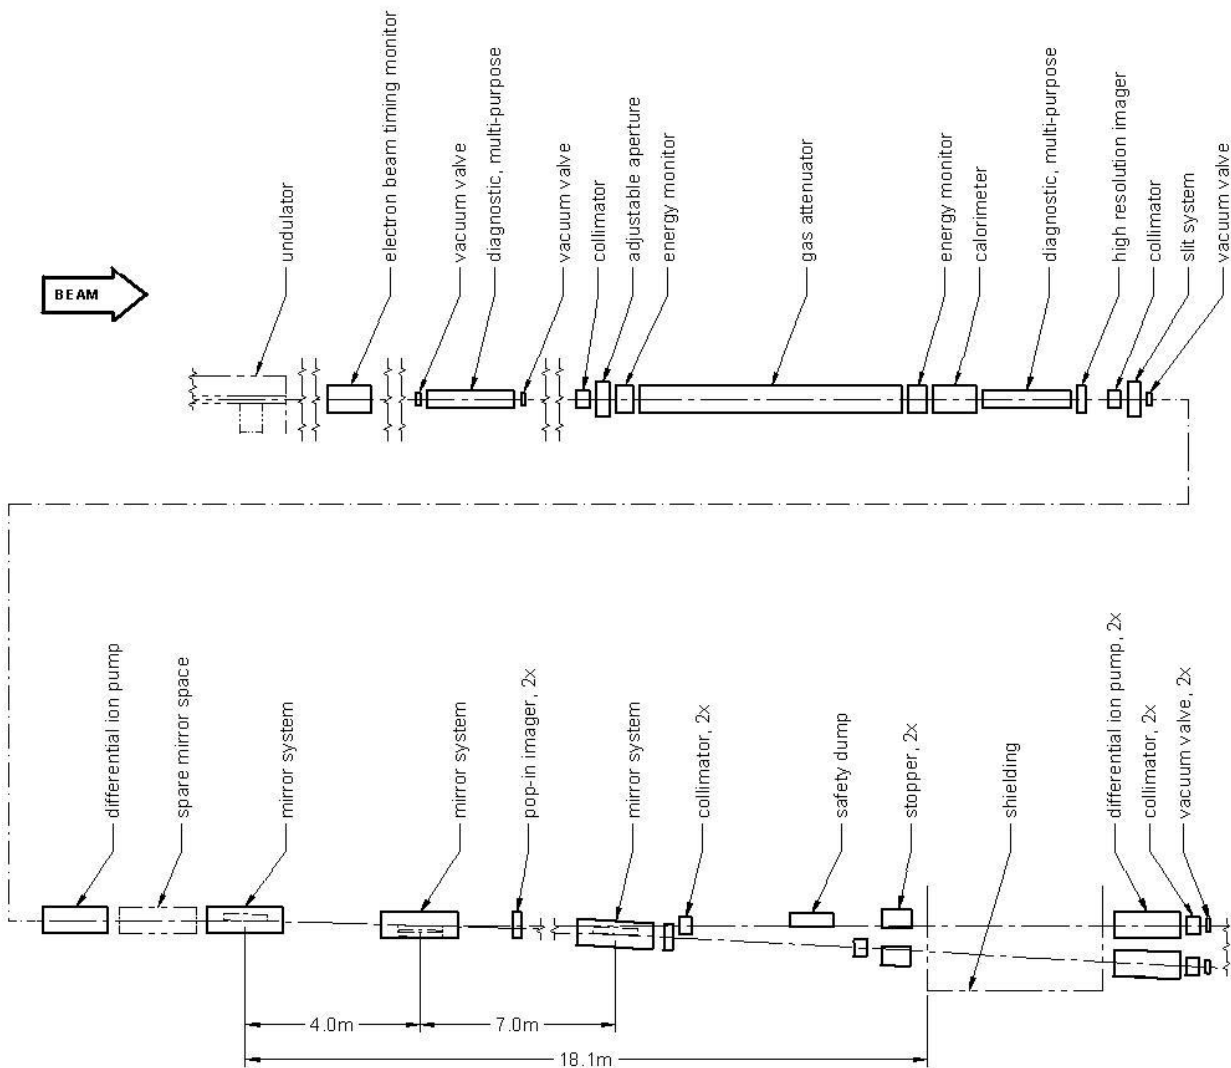 BEAM
undulator
electron beam timing monitor
vacuum valve
diagnostic, multi-purpose
vacuum valve
collimator
adjustable aperture
energy monitor
gas attenuator
energy monitor
calorimeter
diagnostic, multi-purpose
high resolution imager
collimator
slit system
vacuum valve
differential ion pump
spare mirror space
mirror system
mirror system
pop-in imager, 2x
mirror system
collimator, 2x
safety dump
stopper, 2x
shielding
differential ion pump, 2x
collimator, 2x
vacuum valve, 2x
4.0m
7.0m
18.1m